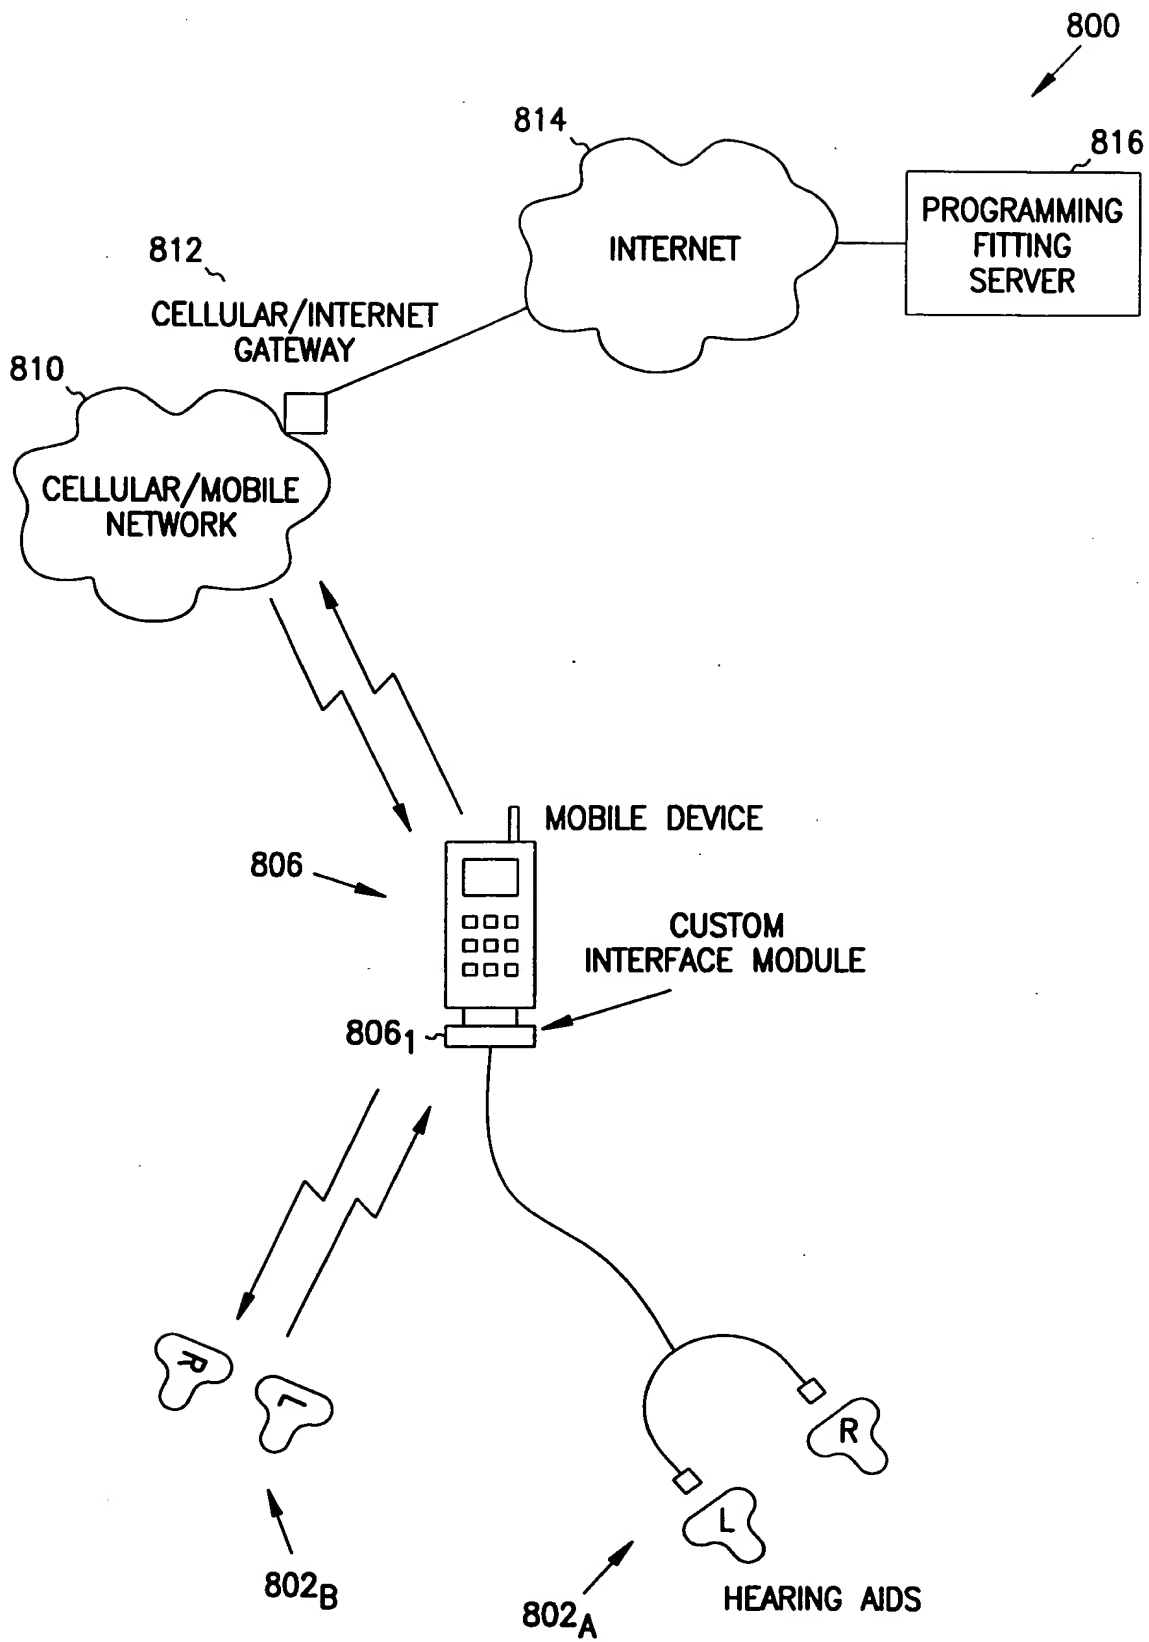 800
814
816
PROGRAMMING
FITTING
SERVER
INTERNET
812
CELLULAR/INTERNET
GATEWAY
810
CELLULAR/MOBILE
NETWORK
MOBILE DEVICE
806
CUSTOM
INTERFACE MODULE
806₁
R
L
R
L
802B
802A
HEARING AIDS